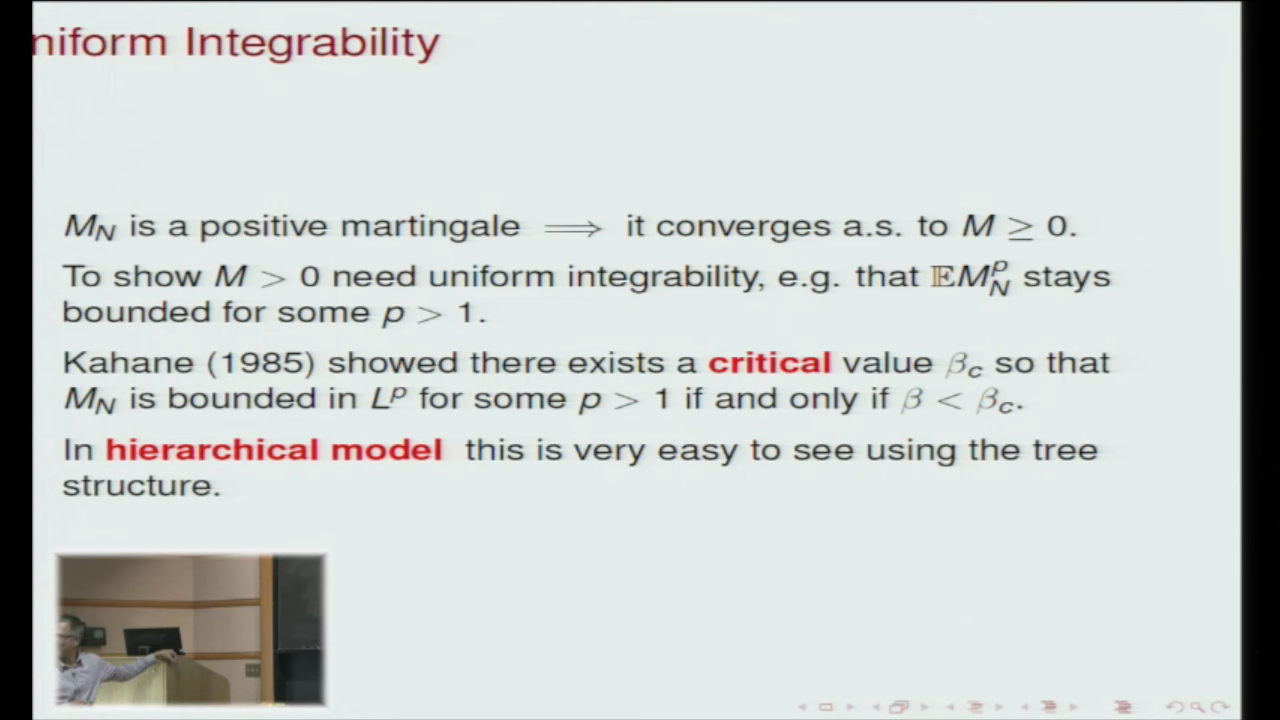 niform Integrability
M_N is a positive martingale ⟹ it converges a.s. to M ≥ 0.
To show M > 0 need uniform integrability, e.g. that 𝔼M_N^p stays
bounded for some p > 1.
Kahane (1985) showed there exists a critical value β_c so that
M_N is bounded in L^p for some p > 1 if and only if β < β_c.
In hierarchical model this is very easy to see using the tree
structure.